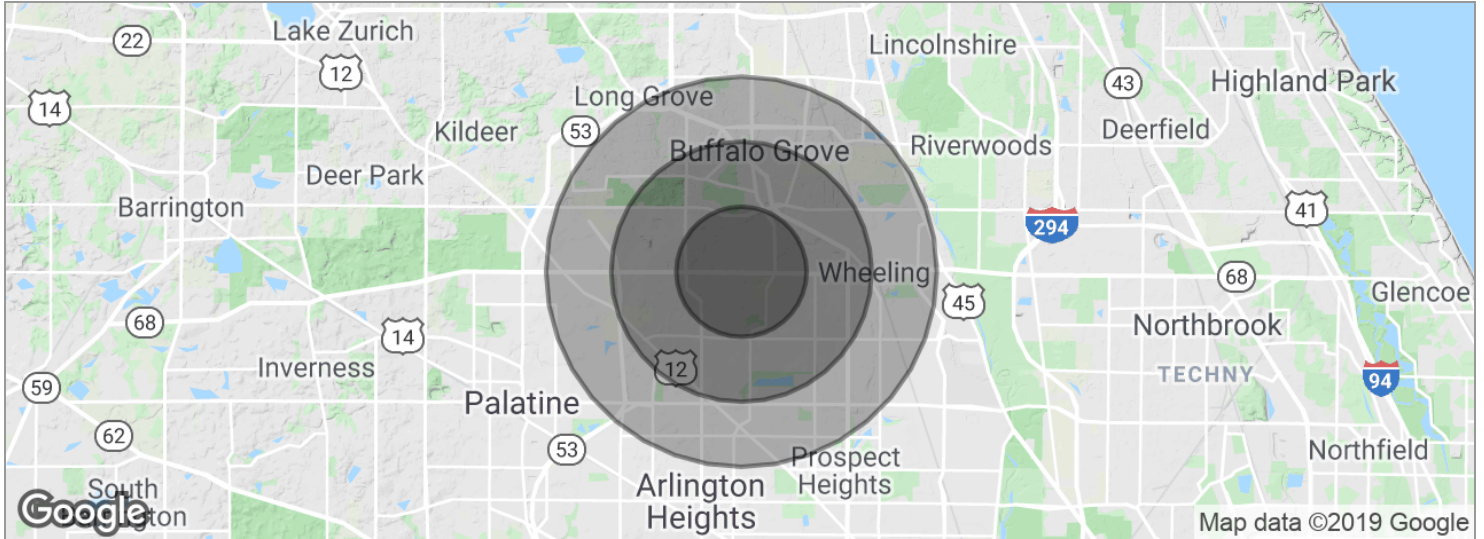 Lake Zurich
22
12
Lincolnshire
43
Highland Park
14
Long Grove
53
Kildeer
Deerfield
Buffalo Grove
Riverwoods
Deer Park
Barrington
41
294
Wheeling
68
45
Glencoe
68
14
Northbrook
Inverness
12
TECHNY
94
59
Palatine
62
53
Prospect
Heights
Northfield
Arlington
Heights
South
Barrington
Google
Map data ©2019 Google